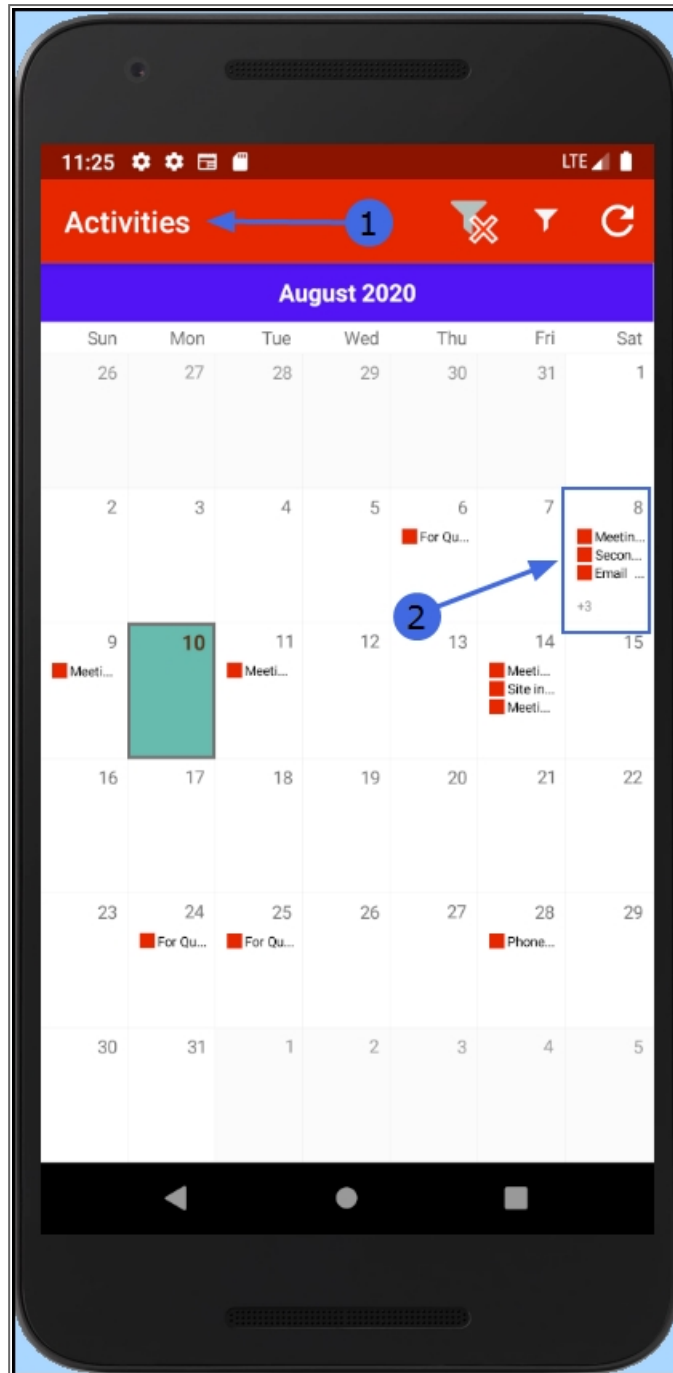 11:25 LTE
Activities 1
August 2020
Sun Mon Tue Wed Thu Fri Sat
26 27 28 29 30 31 1
2 3 4 5 6 7 8
For Qu... Meetin...
Secon...
Email ...
+3
2
9 10 11 12 13 14 15
Meeti... Meeti... Meeti...
Site in...
Meeti...
16 17 18 19 20 21 22
23 24 25 26 27 28 29
For Qu... For Qu... Phone...
30 31 1 2 3 4 5